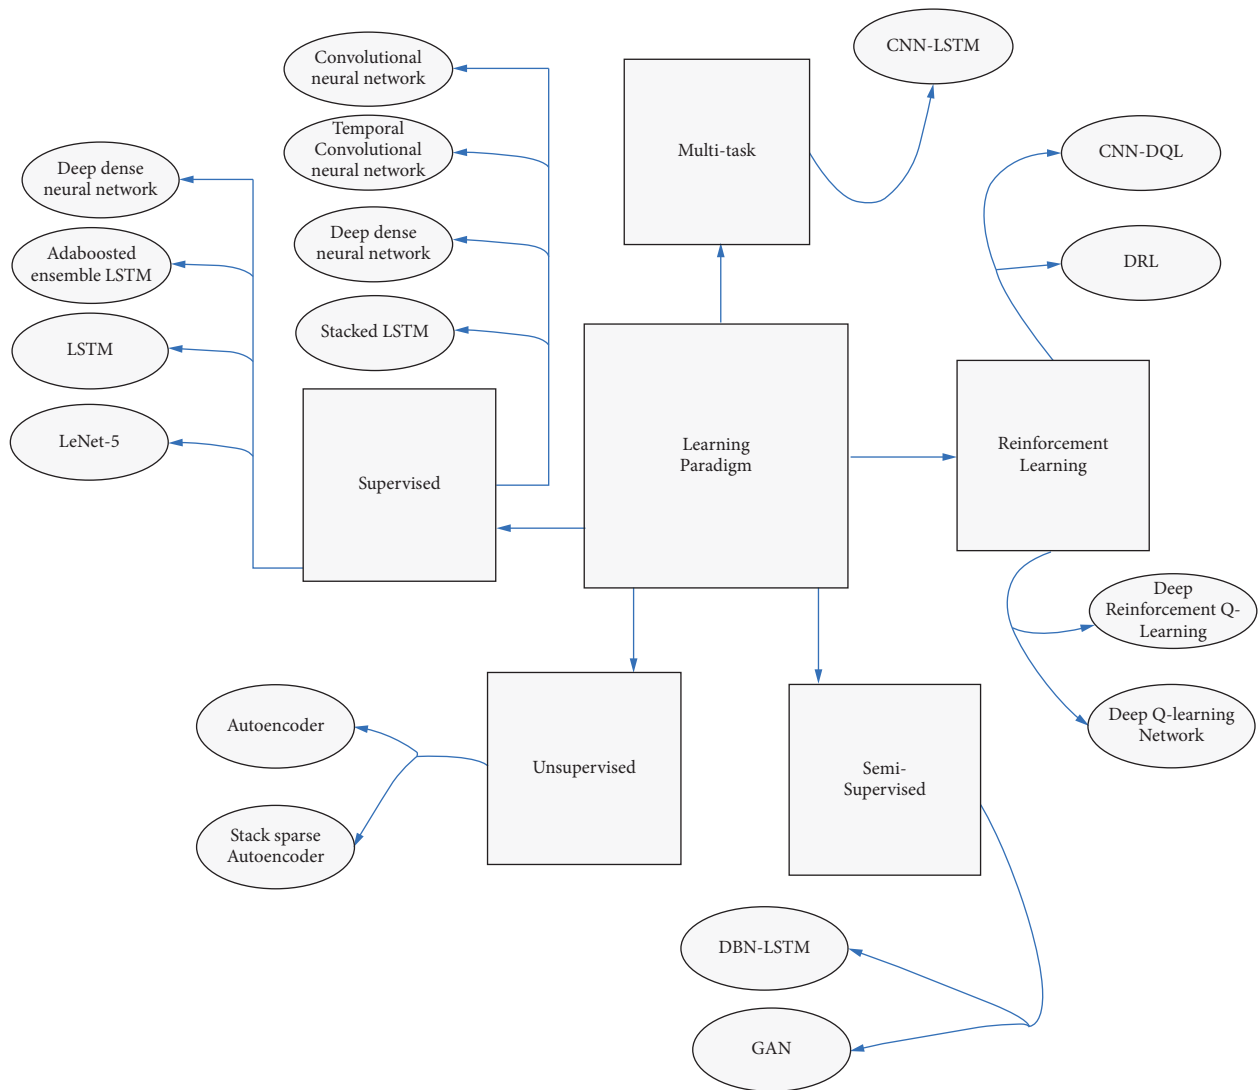 CNN-LSTM
Convolutional
neural network
Multi-task
Temporal
Convolutional
neural network
CNN-DQL
Deep dense
neural network
Deep dense
neural network
Adaboosted
ensemble LSTM
DRL
Stacked LSTM
LSTM
LeNet-5
Supervised
Learning
Paradigm
Reinforcement
Learning
Deep
Reinforcement Q-
Learning
Deep Q-learning
Network
Autoencoder
Unsupervised
Semi-
Supervised
Stack sparse
Autoencoder
DBN-LSTM
GAN